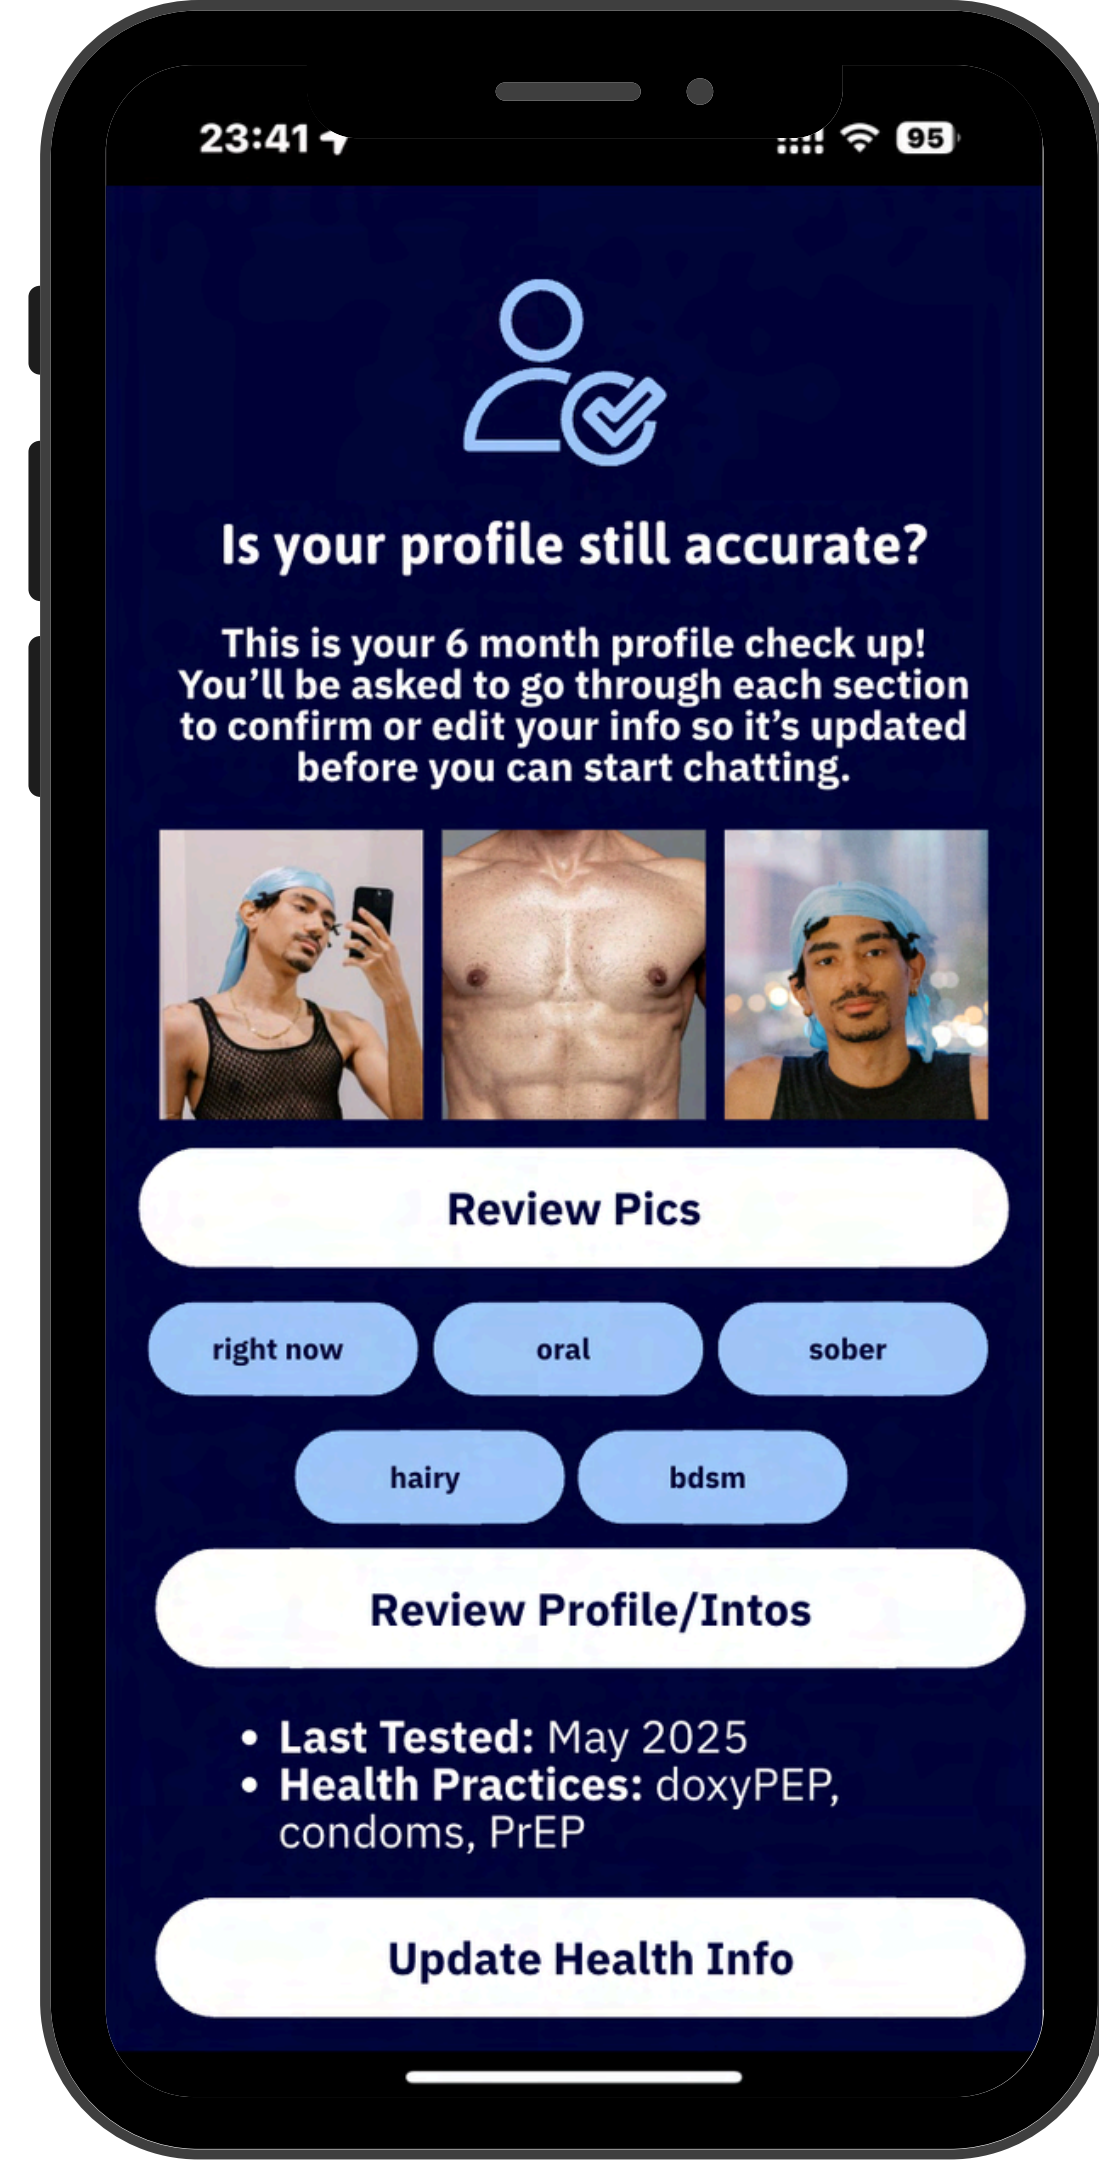 23:41
95
Is your profile still accurate?
This is your 6 month profile check up!
You’ll be asked to go through each section
to confirm or edit your info so it’s updated
before you can start chatting.
Review Pics
right now
oral
sober
hairy
bdsm
Review Profile/Intos
• Last Tested: May 2025
• Health Practices: doxyPEP,
condoms, PrEP
Update Health Info